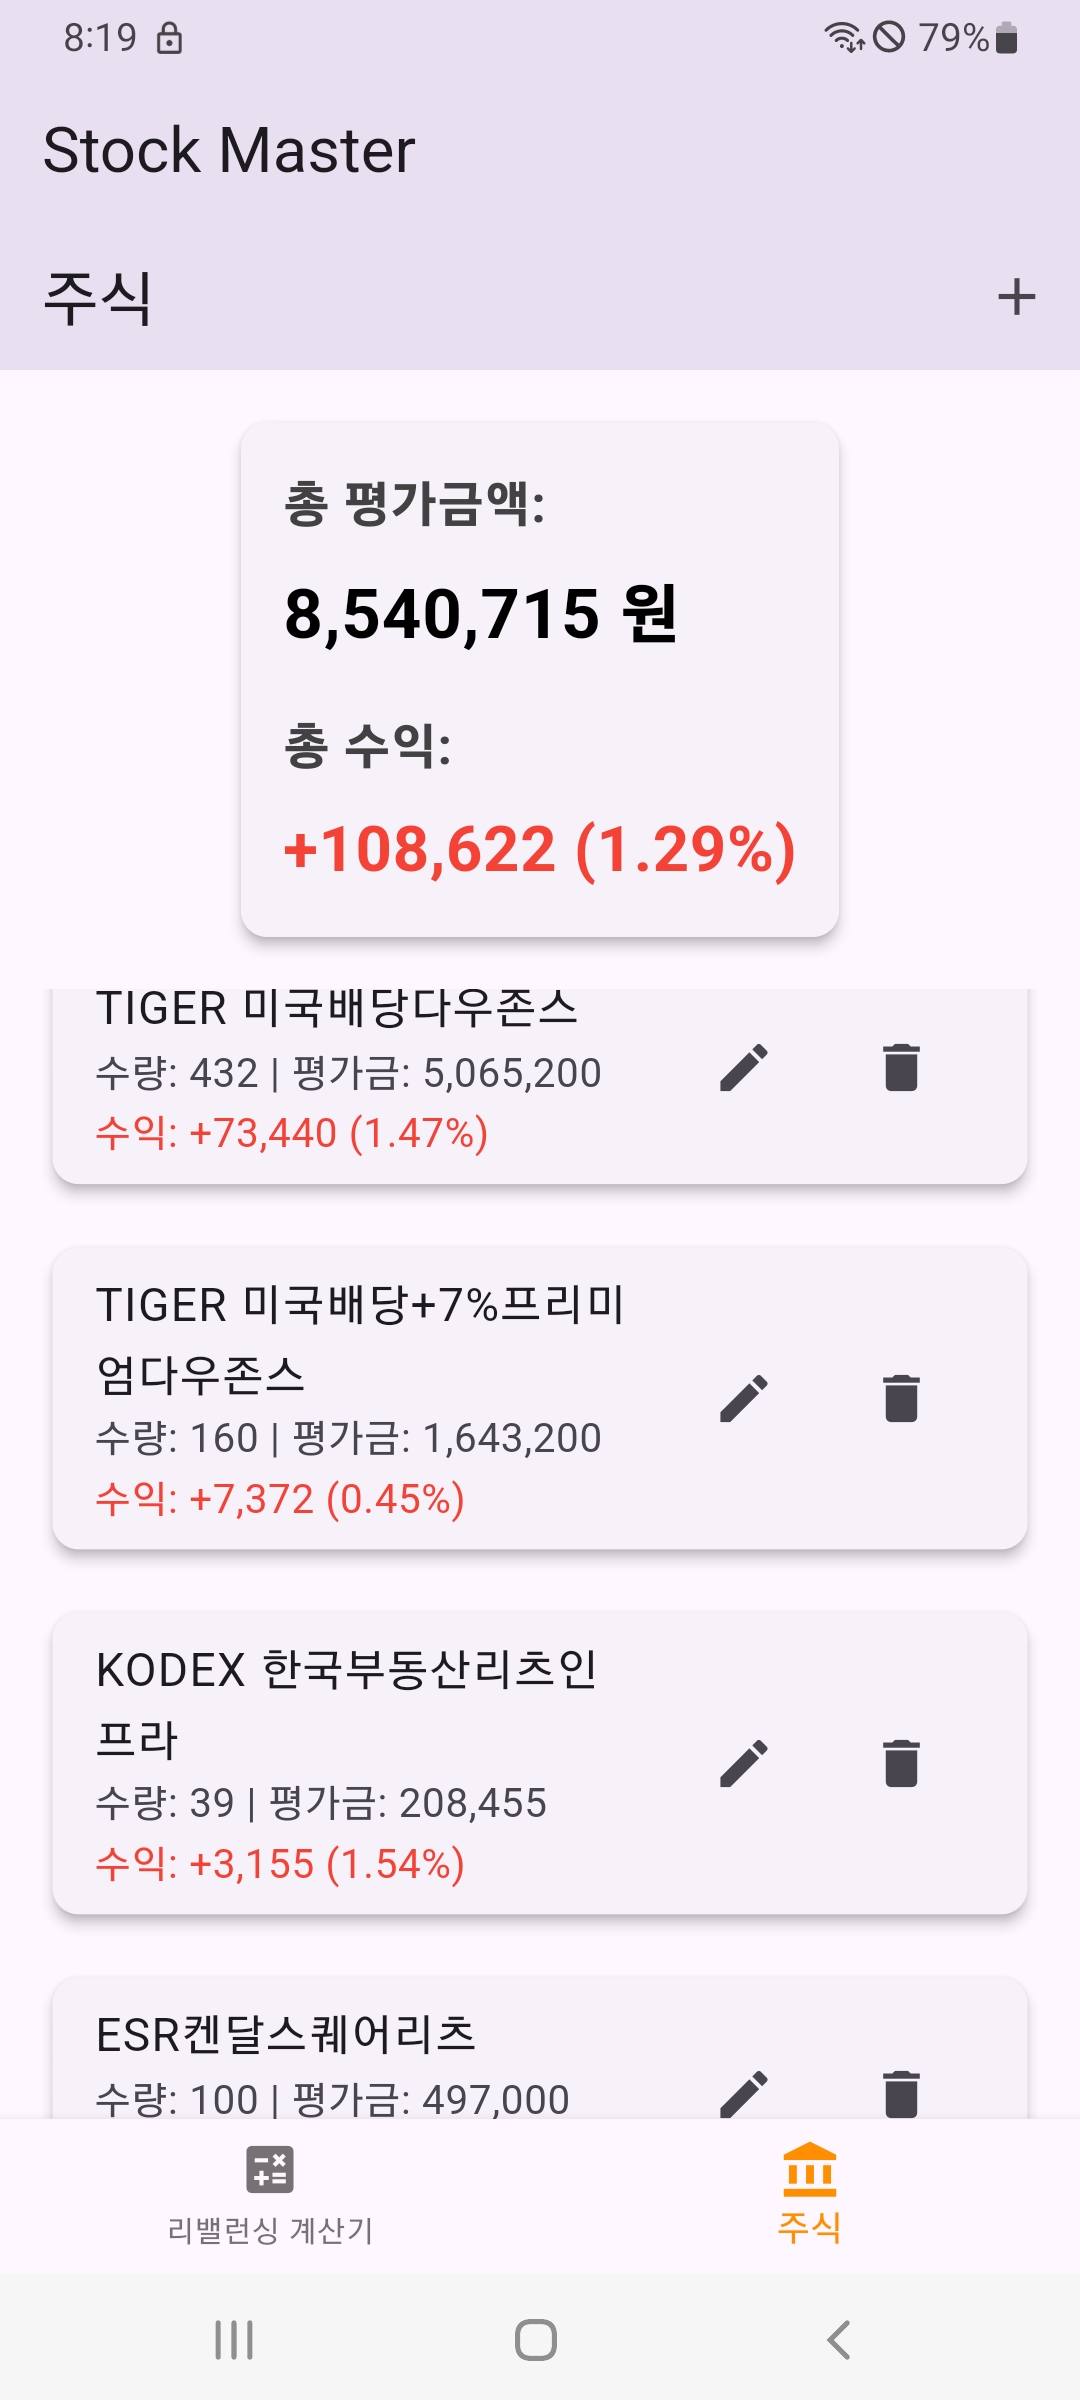 8:19
79%
Stock Master
주식
총 평가금액:
8,540,715 원
총 수익:
+108,622 (1.29%)
TIGER 미국배당다우존스
수량: 432 | 평가금: 5,065,200
수익: +73,440 (1.47%)
TIGER 미국배당+7%프리미
엄다우존스
수량: 160 | 평가금: 1,643,200
수익: +7,372 (0.45%)
KODEX 한국부동산리츠인
프라
수량: 39 | 평가금: 208,455
수익: +3,155 (1.54%)
ESR켄달스퀘어리츠
수량: 100 | 평가금: 497,000
리밸런싱 계산기
주식